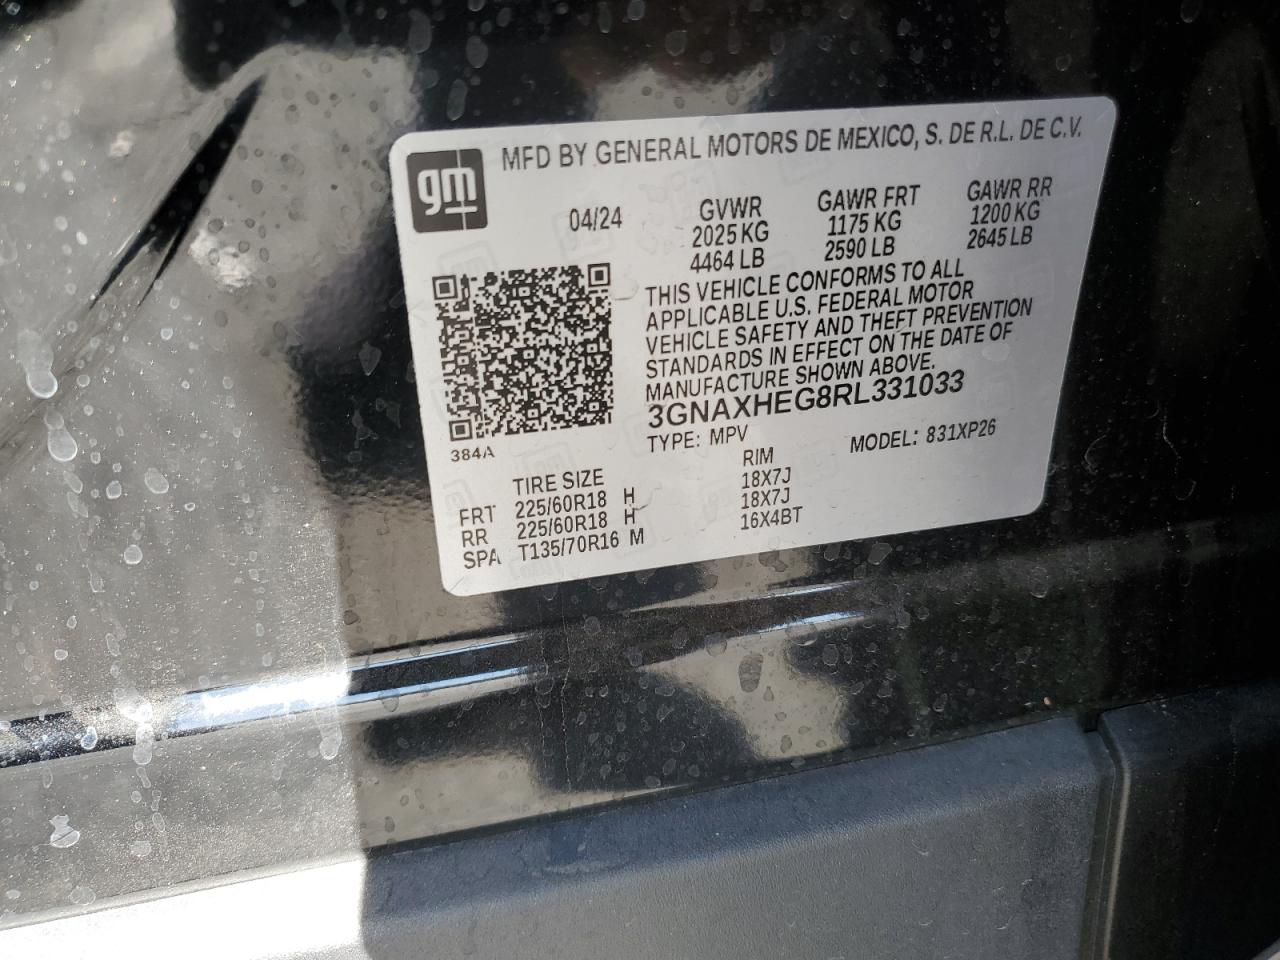 gm
MFD BY GENERAL MOTORS DE MEXICO, S. DE R.L. DE C.V.
04/24 GVWR GAWR FRT GAWR RR
2025 KG 1175 KG 1200 KG
4464 LB 2590 LB 2645 LB
THIS VEHICLE CONFORMS TO ALL
APPLICABLE U.S. FEDERAL MOTOR
VEHICLE SAFETY AND THEFT PREVENTION
STANDARDS IN EFFECT ON THE DATE OF
MANUFACTURE SHOWN ABOVE.
3GNAXHEG8RL331033
TYPE: MPV MODEL: 831XP26
384A
TIRE SIZE RIM
FRT 225/60R18 H 18X7J
RR 225/60R18 H 18X7J
SPA T135/70R16 M 16X4BT